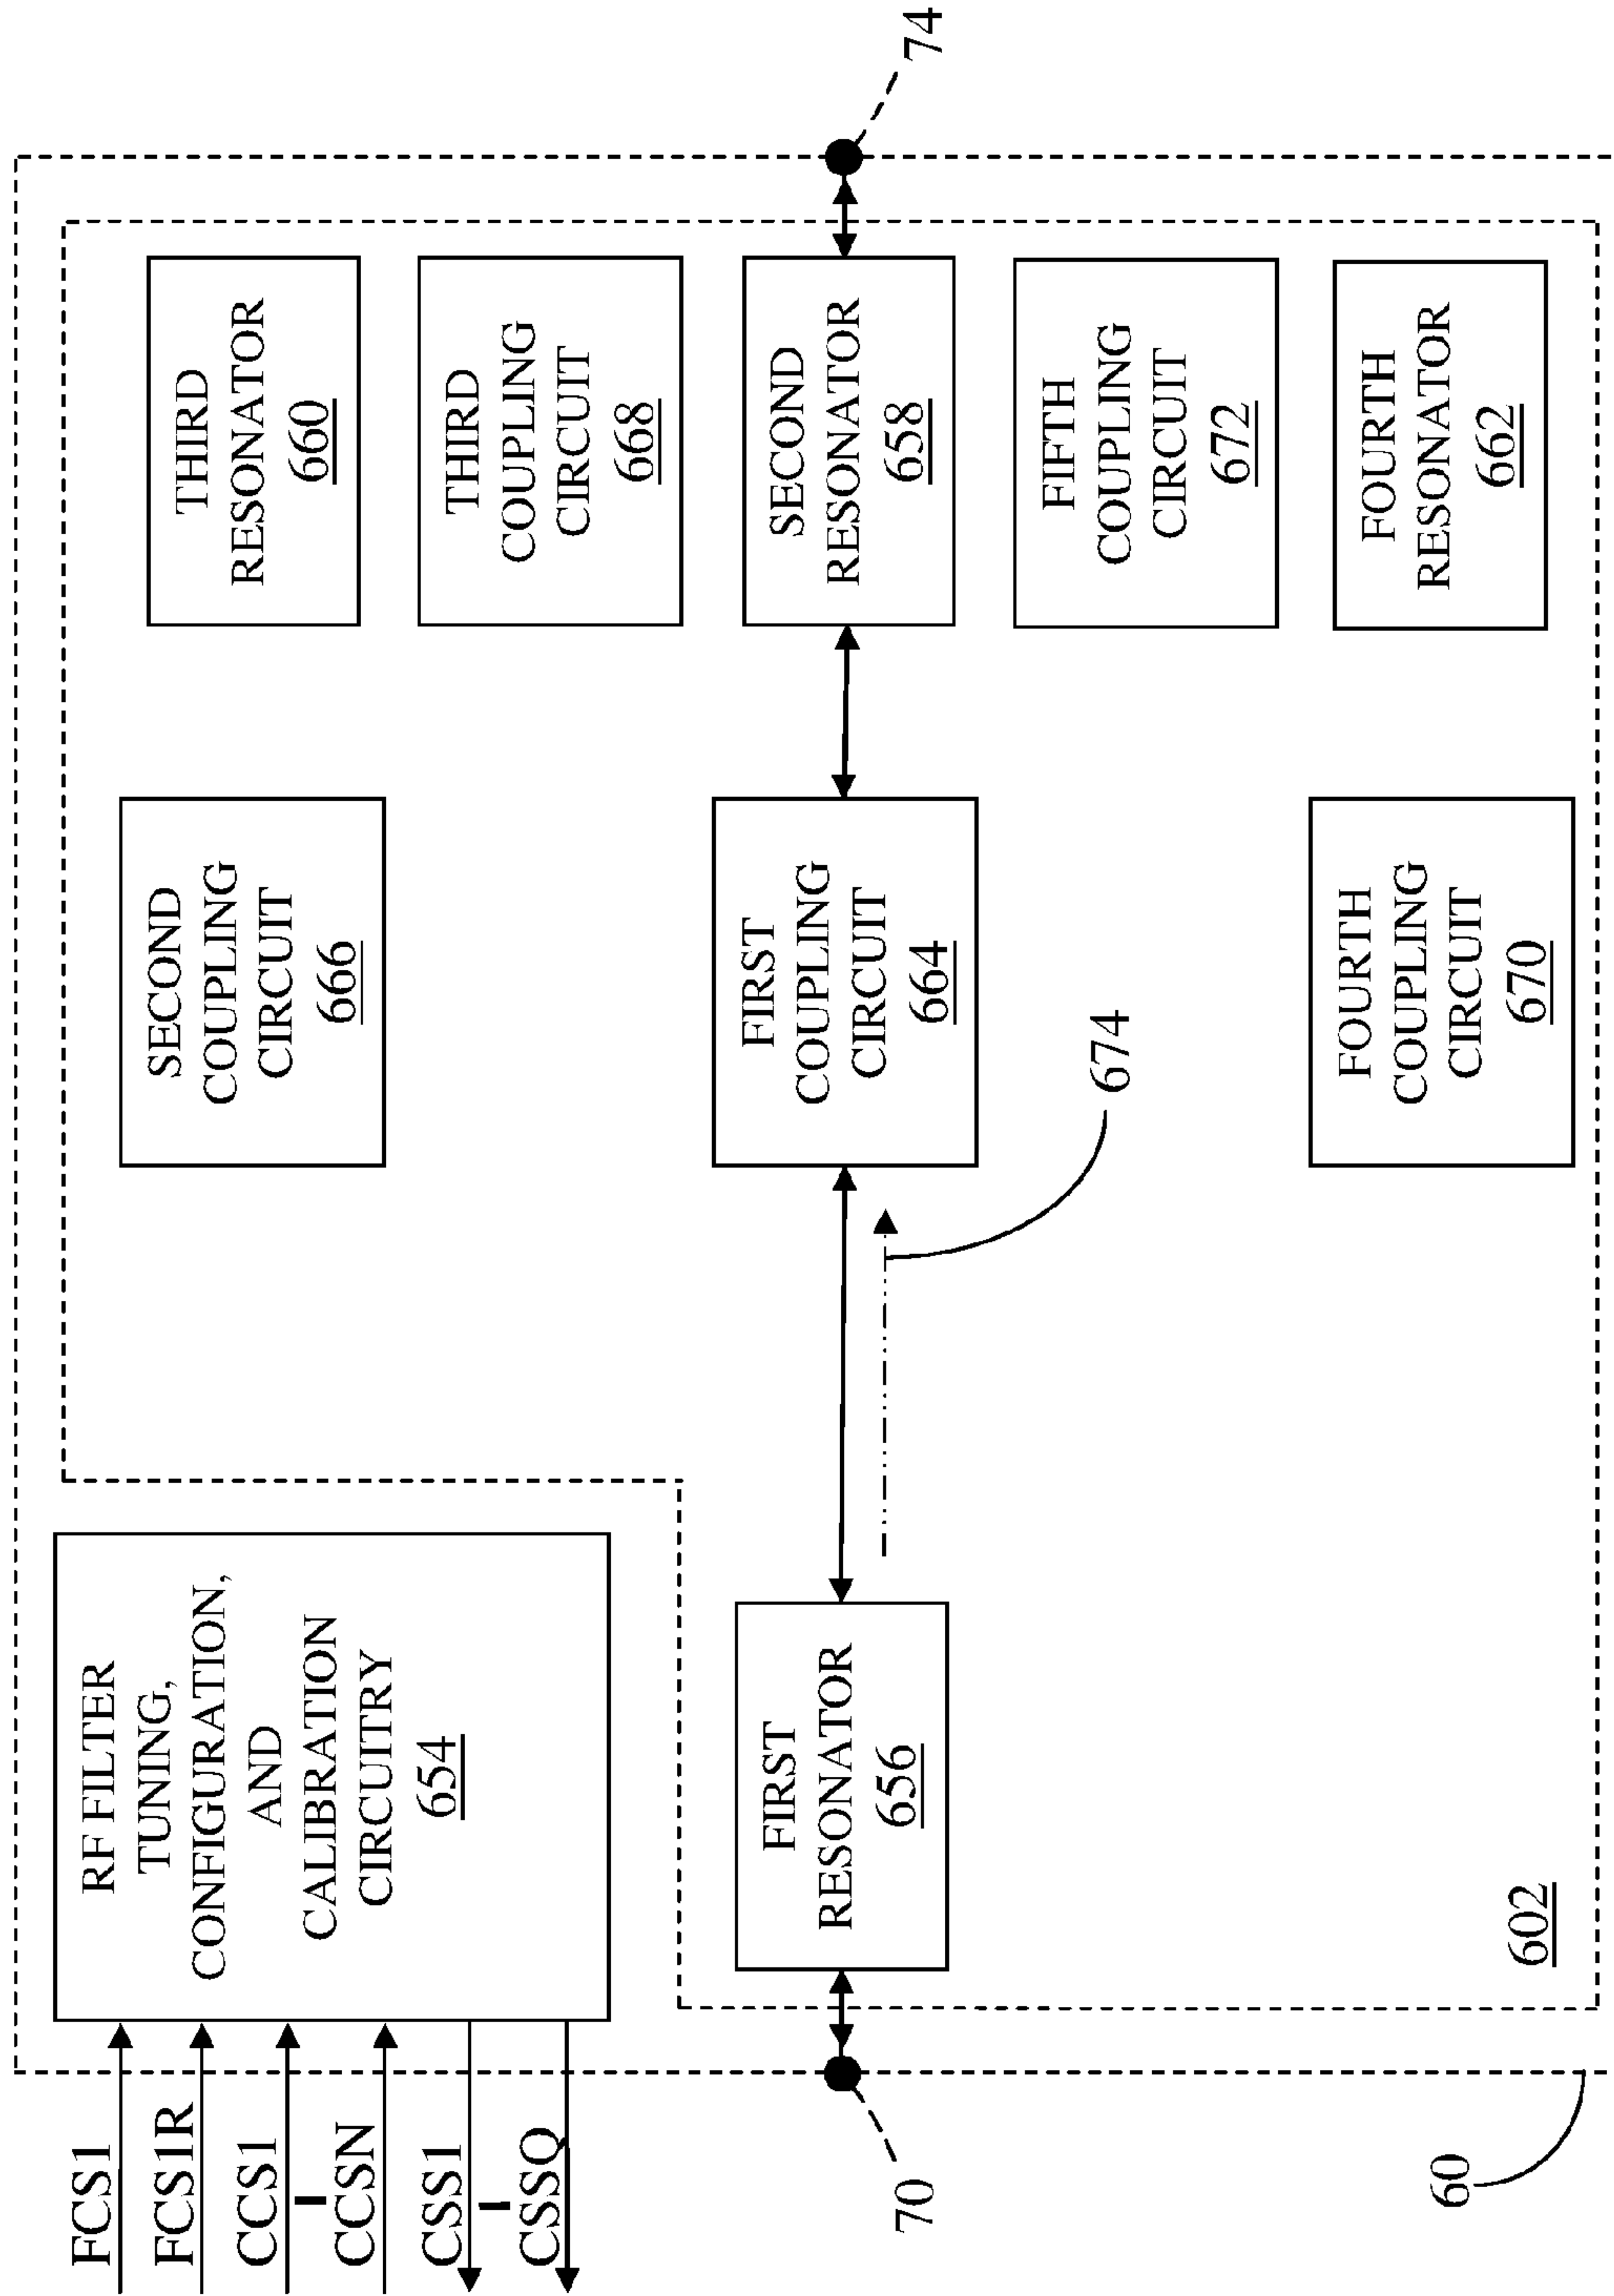 FCS1
FCS1R
CCS1
CCSN
CSS1
CSSQ
RF FILTER
TUNING,
CONFIGURATION,
AND
CALIBRATION
CIRCUITRY
654
SECOND
COUPLING
CIRCUIT
666
THIRD
RESONATOR
660
THIRD
COUPLING
CIRCUIT
668
70
FIRST
RESONATOR
656
FIRST
COUPLING
CIRCUIT
664
SECOND
RESONATOR
658
74
674
FIFTH
COUPLING
CIRCUIT
672
FOURTH
COUPLING
CIRCUIT
670
FOURTH
RESONATOR
662
602
60